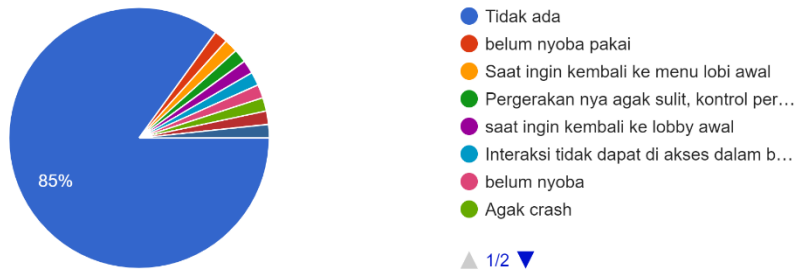 85%
Tidak ada
belum nyoba pakai
Saat ingin kembali ke menu lobi awal
Pergerakan nya agak sulit, kontrol per...
saat ingin kembali ke lobby awal
Interaksi tidak dapat di akses dalam b...
belum nyoba
Agak crash
1/2